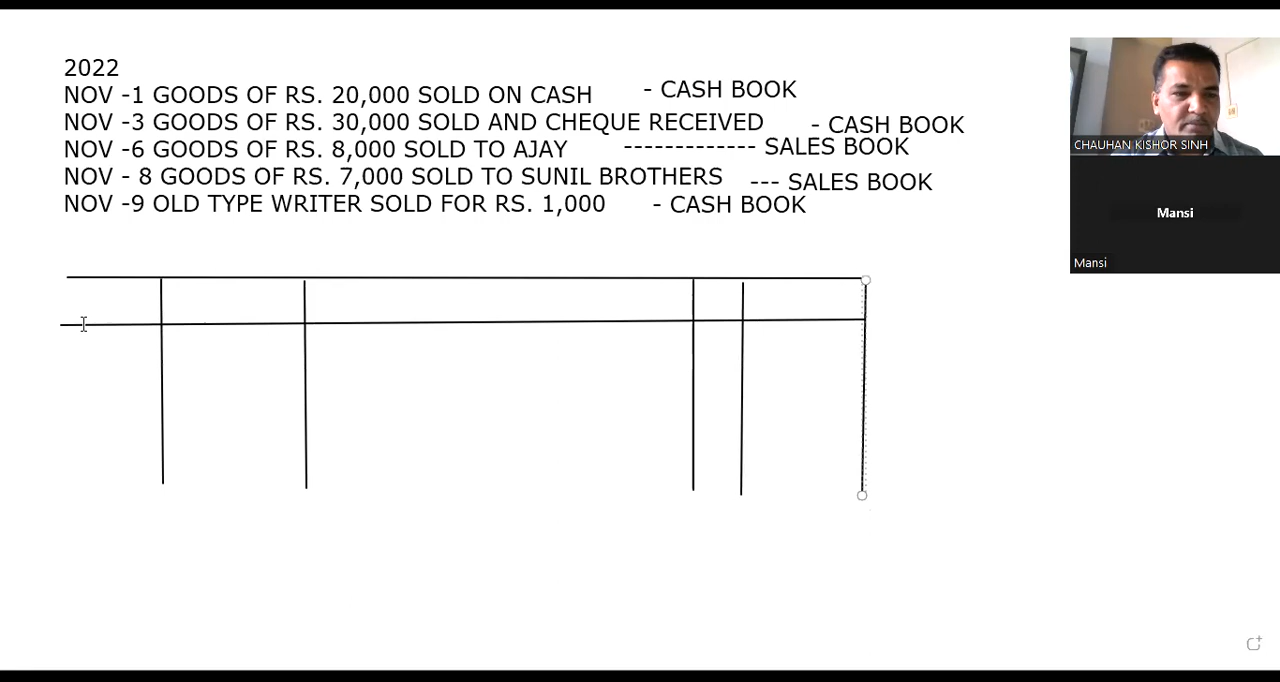 2022
NOV -1 GOODS OF RS. 20,000 SOLD ON CASH - CASH BOOK
NOV -3 GOODS OF RS. 30,000 SOLD AND CHEQUE RECEIVED - CASH BOOK
NOV -6 GOODS OF RS. 8,000 SOLD TO AJAY ------------- SALES BOOK
NOV - 8 GOODS OF RS. 7,000 SOLD TO SUNIL BROTHERS --- SALES BOOK
NOV -9 OLD TYPE WRITER SOLD FOR RS. 1,000 - CASH BOOK
CHAUHAN KISHOR SINH
Mansi
Mansi